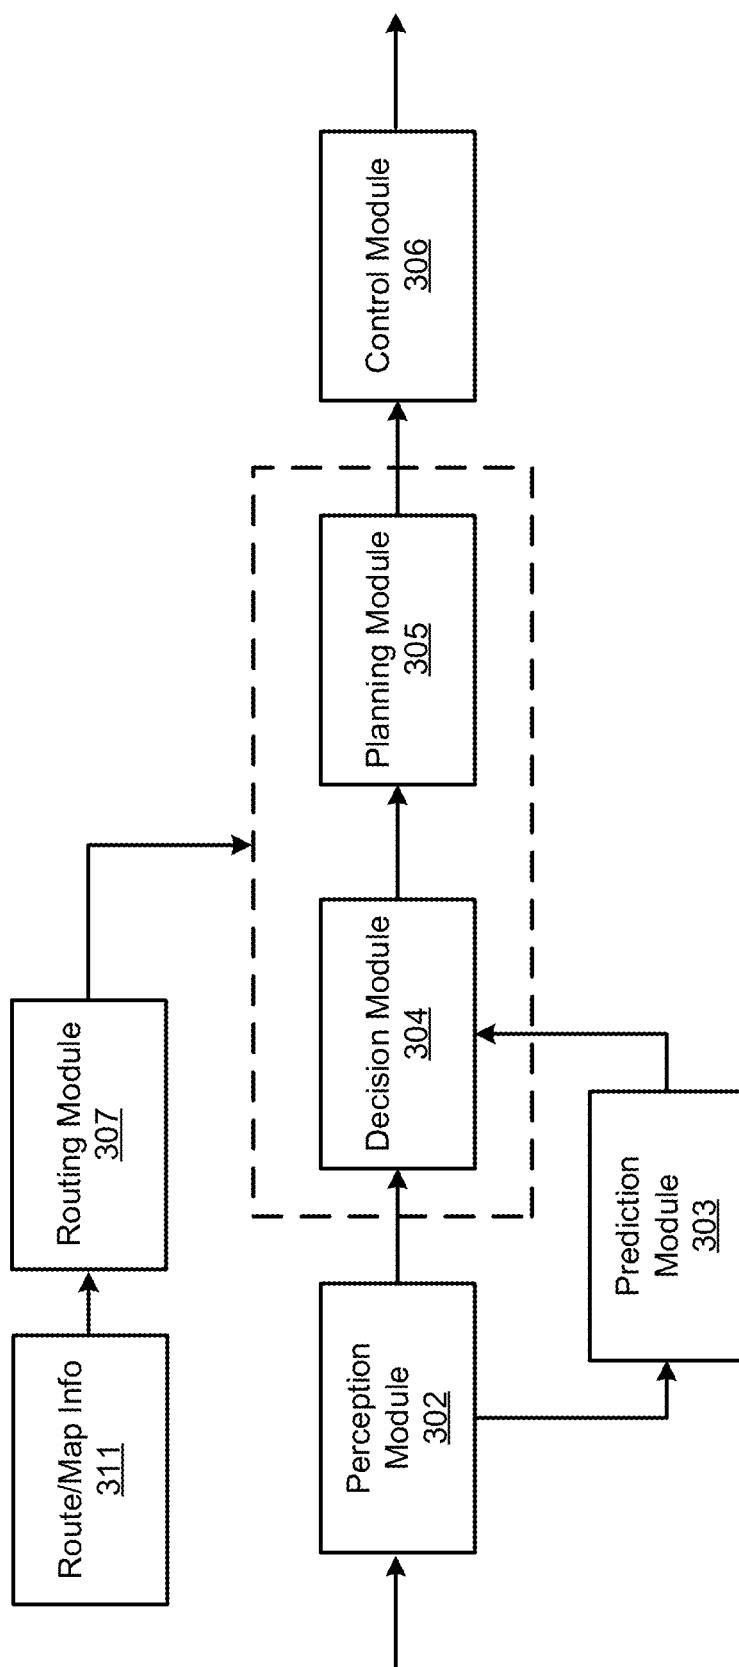 Route/Map Info
311
Routing Module
307
Perception
Module
302
Decision Module
304
Planning Module
305
Control Module
306
Prediction
Module
303